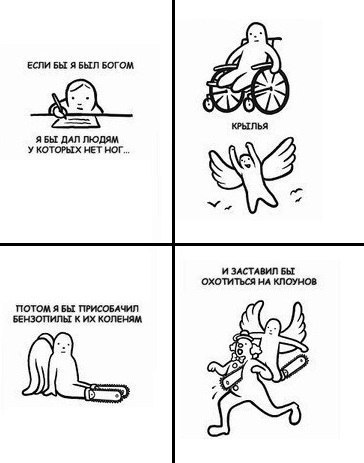 ЕСЛИ БЫ Я БЫЛ БОГОМ
Я БЫ ДАЛ ЛЮДЯМ
У КОТОРЫХ НЕТ НОГ...
КРЫЛЬЯ
ПОТОМ Я БЫ ПРИСОБАЧИЛ
БЕНЗОПИЛЫ К ИХ КОЛЕНЯМ
И ЗАСТАВИЛ БЫ
ОХОТИТЬСЯ НА КЛОУНОВ